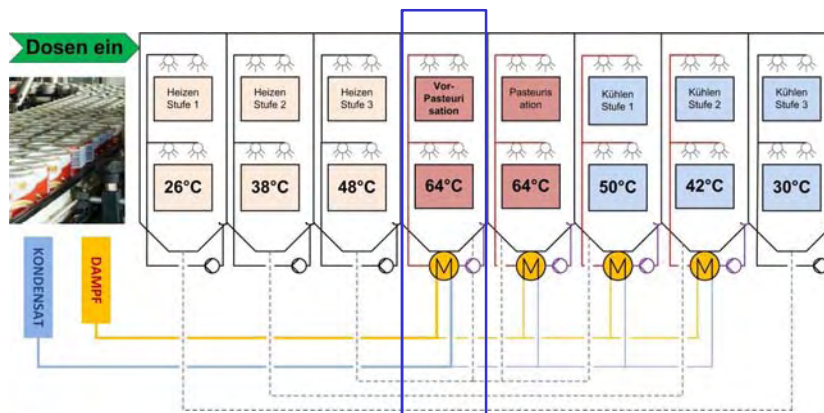 Dosen ein
Heizen
Stufe 1
Heizen
Stufe 2
Heizen
Stufe 3
Vor-
Pasteuri
sation
Pasteuris
ation
Kühlen
Stufe 1
Kühlen
Stufe 2
Kühlen
Stufe 3
26°C
38°C
48°C
64°C
64°C
50°C
42°C
30°C
KONDENSAT
DAMPF
M
M
M
M